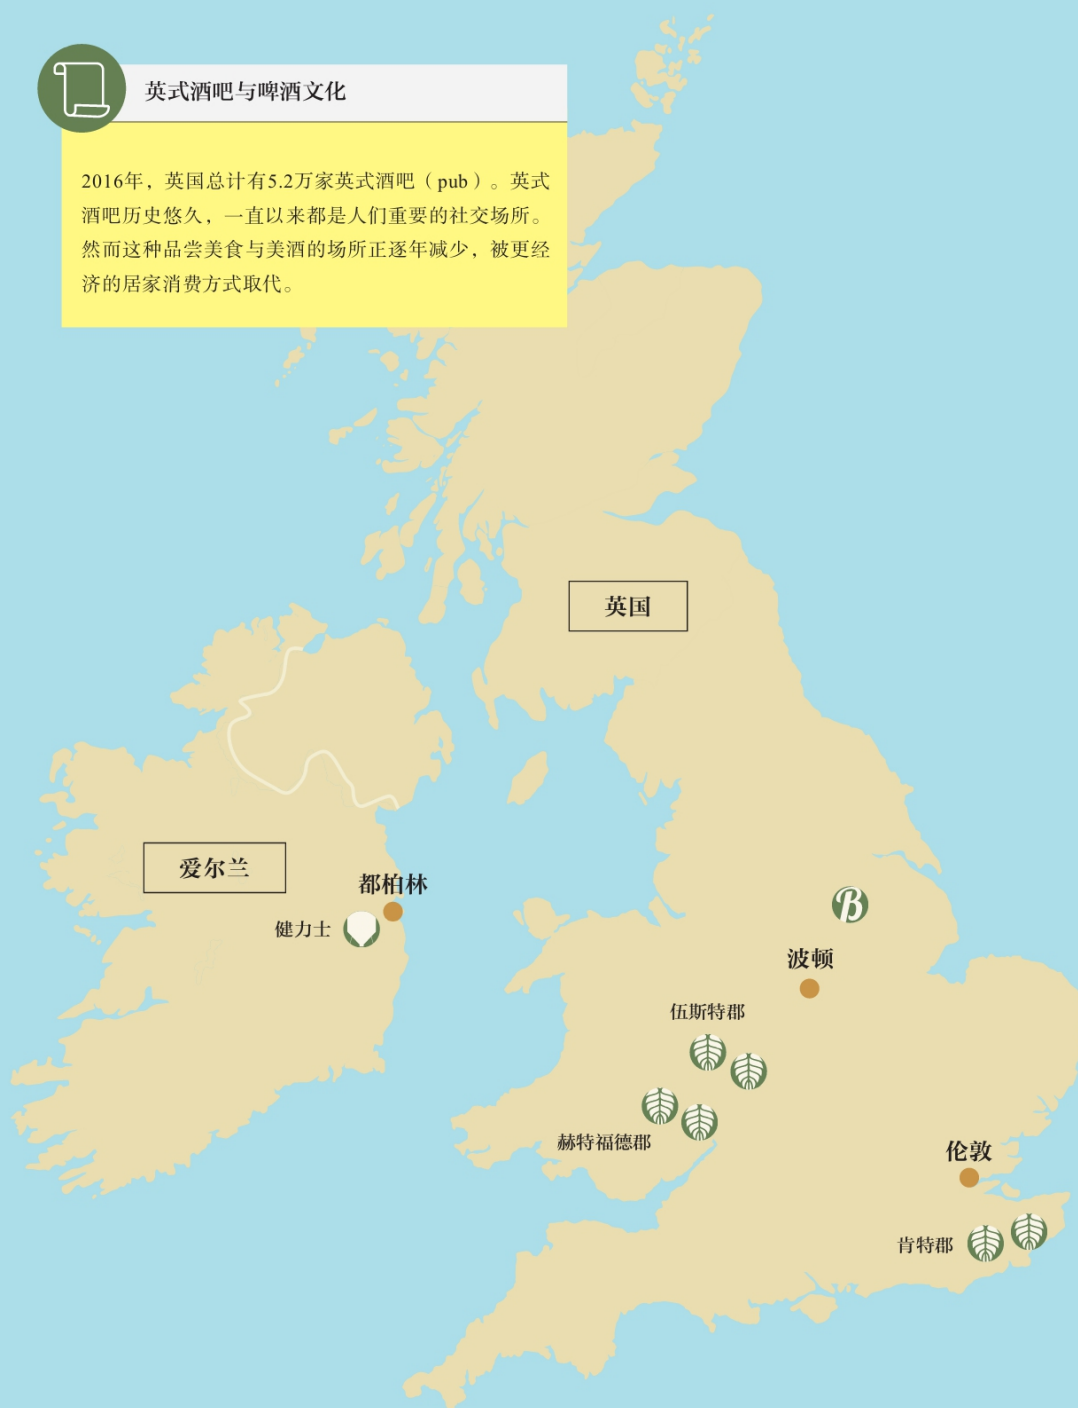 英式酒吧与啤酒文化
2016年，英国总计有5.2万家英式酒吧（pub）。英式
酒吧历史悠久，一直以来都是人们重要的社交场所。
然而这种品尝美食与美酒的场所正逐年减少，被更经
济的居家消费方式取代。
英国
爱尔兰
都柏林
健力士
B
波顿
伍斯特郡
赫特福德郡
伦敦
肯特郡